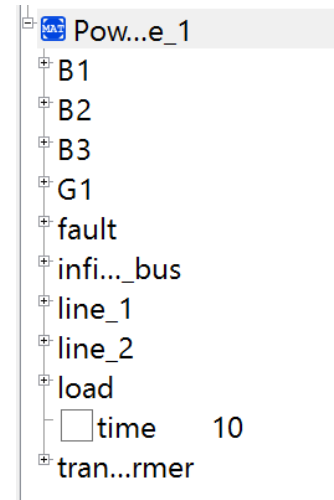 MAT Pow...e_1
B1
B2
B3
G1
fault
infi..._bus
line_1
line_2
load
time 10
tran...rmer